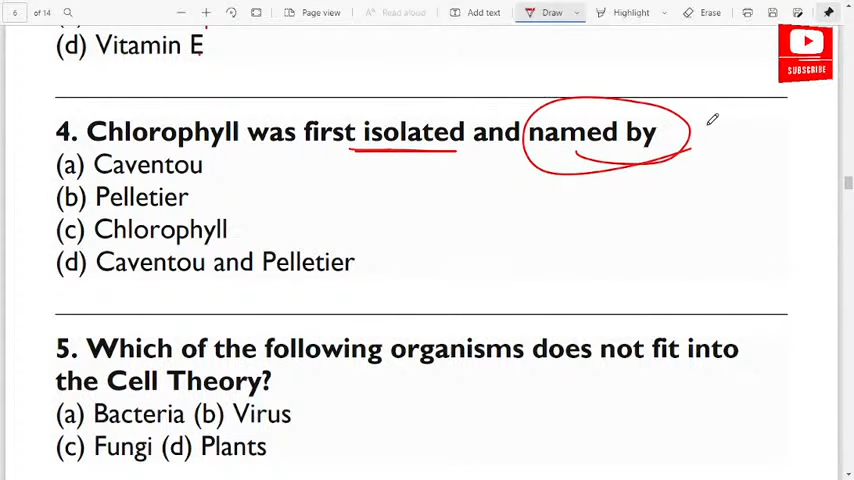 6 of 14 Page view Read aloud Add text Draw Highlight Erase
(d) Vitamin E
SUBSCRIBE
4. Chlorophyll was first isolated and named by
(a) Caventou
(b) Pelletier
(c) Chlorophyll
(d) Caventou and Pelletier
5. Which of the following organisms does not fit into
the Cell Theory?
(a) Bacteria (b) Virus
(c) Fungi (d) Plants